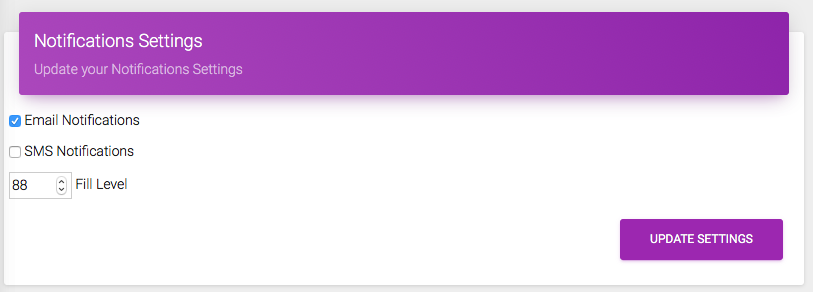 Notifications Settings
Update your Notifications Settings
Email Notifications
SMS Notifications
88 Fill Level
UPDATE SETTINGS